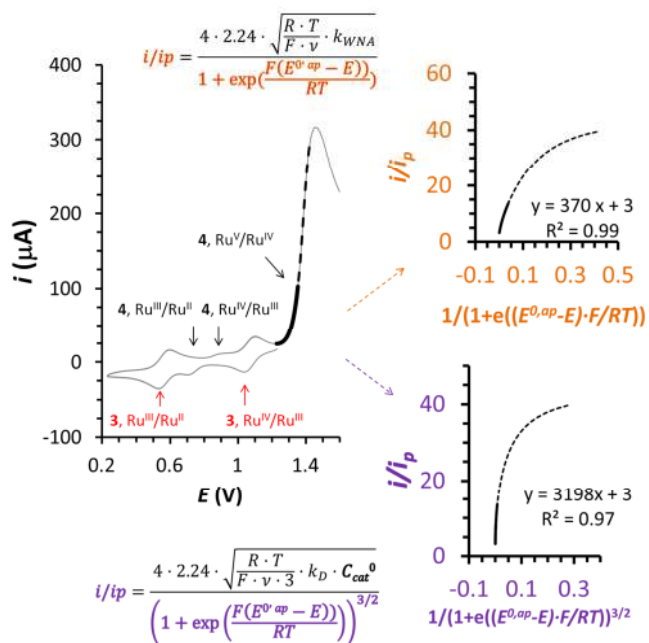 i/ip = 4 · 2.24 · √(R · T / F · ν · k_WNA) / 1 + exp(F(E^0' ap − E))/RT)
400
300
200
100
0
-100
i (µA)
4, Ru^V/Ru^IV
4, Ru^III/Ru^II 4, Ru^IV/Ru^III
3, Ru^III/Ru^II 3, Ru^IV/Ru^III
0.2 0.6 1 1.4
E (V)
60
40
20
0
i/i_p
y = 370 x + 3
R² = 0.99
-0.1 0.1 0.3 0.5
1/(1+e((E^0,ap-E)·F/RT))
40
20
0
i/i_p
y = 3198x + 3
R² = 0.97
-0.1 0.1 0.2 0.4
1/(1+e((E^0,ap-E)·F/RT))^3/2
i/ip = 4 · 2.24 · √(R · T / F · ν · 3 · k_D · C_cat^0) / (1 + exp(F(E^0' ap − E))/RT))^3/2